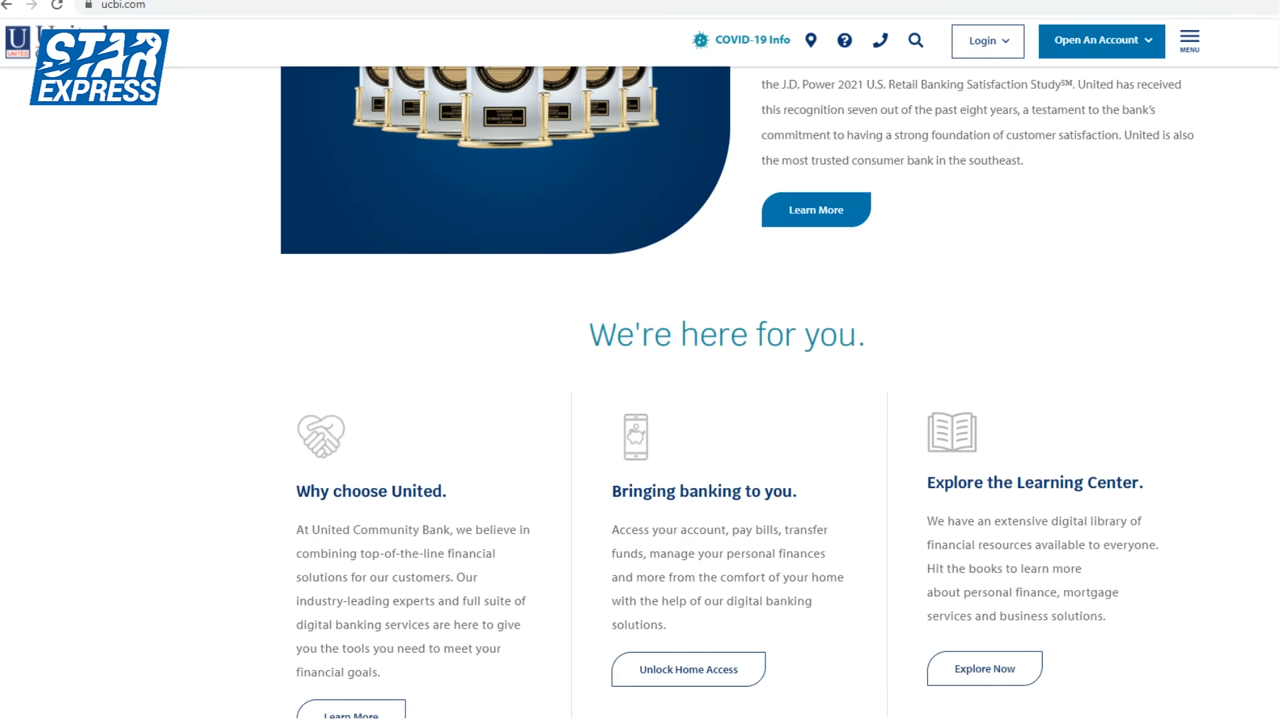 ucbi.com
U
UNITED
STAR
EXPRESS
COVID-19 Info
Login
Open An Account
MENU
the J.D. Power 2021 U.S. Retail Banking Satisfaction Study℠. United has received
this recognition seven out of the past eight years, a testament to the bank’s
commitment to having a strong foundation of customer satisfaction. United is also
the most trusted consumer bank in the southeast.
Learn More
We're here for you.
Why choose United.
At United Community Bank, we believe in
combining top-of-the-line financial
solutions for our customers. Our
industry-leading experts and full suite of
digital banking services are here to give
you the tools you need to meet your
financial goals.
Learn More
Bringing banking to you.
Access your account, pay bills, transfer
funds, manage your personal finances
and more from the comfort of your home
with the help of our digital banking
solutions.
Unlock Home Access
Explore the Learning Center.
We have an extensive digital library of
financial resources available to everyone.
Hit the books to learn more
about personal finance, mortgage
services and business solutions.
Explore Now